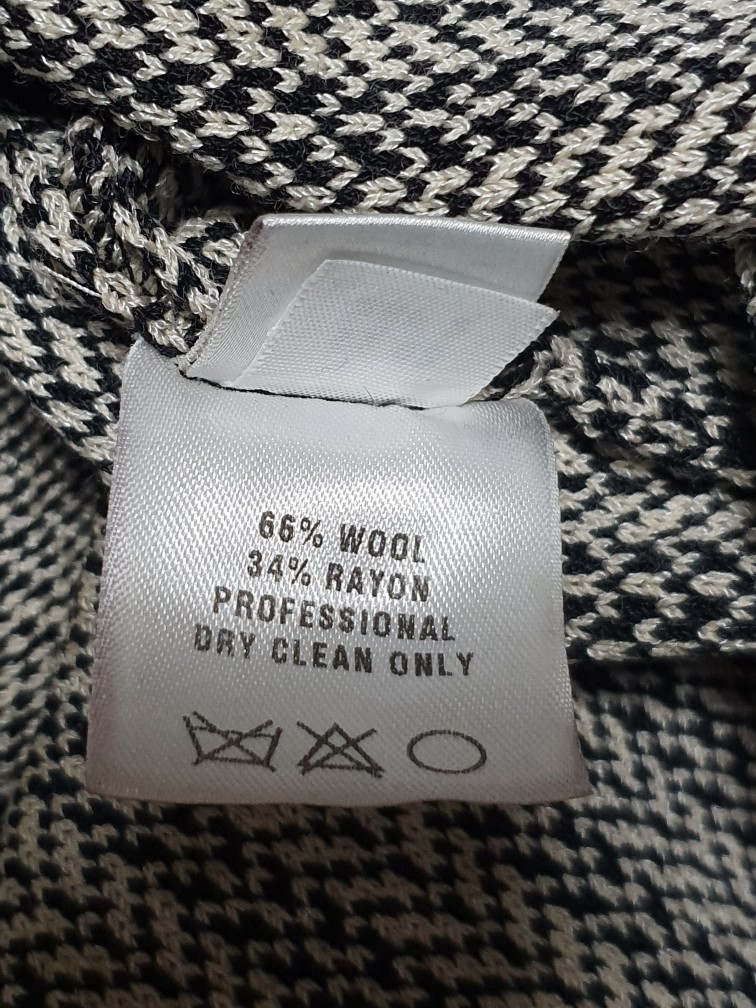 66% WOOL
34% RAYON
PROFESSIONAL
DRY CLEAN ONLY